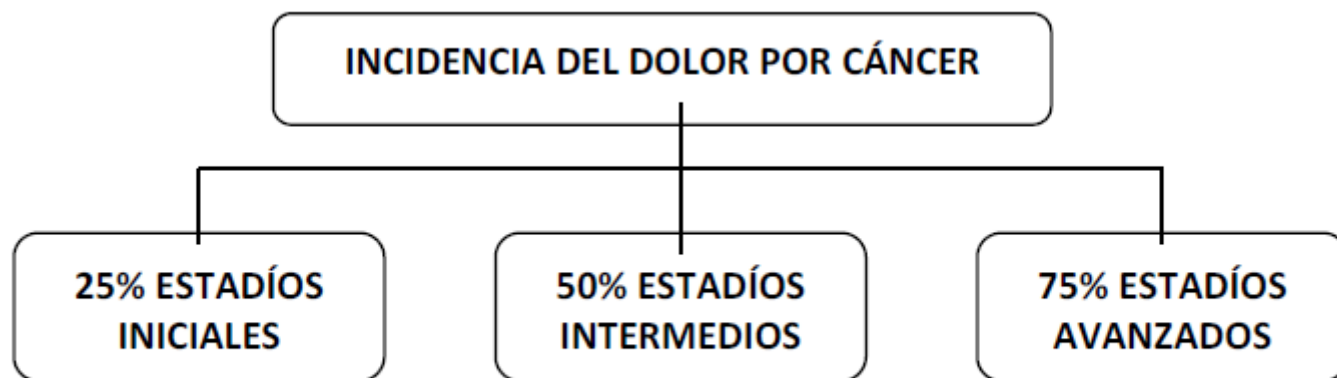 INCIDENCIA DEL DOLOR POR CÁNCER
25% ESTADÍOS
INICIALES
50% ESTADÍOS
INTERMEDIOS
75% ESTADÍOS
AVANZADOS